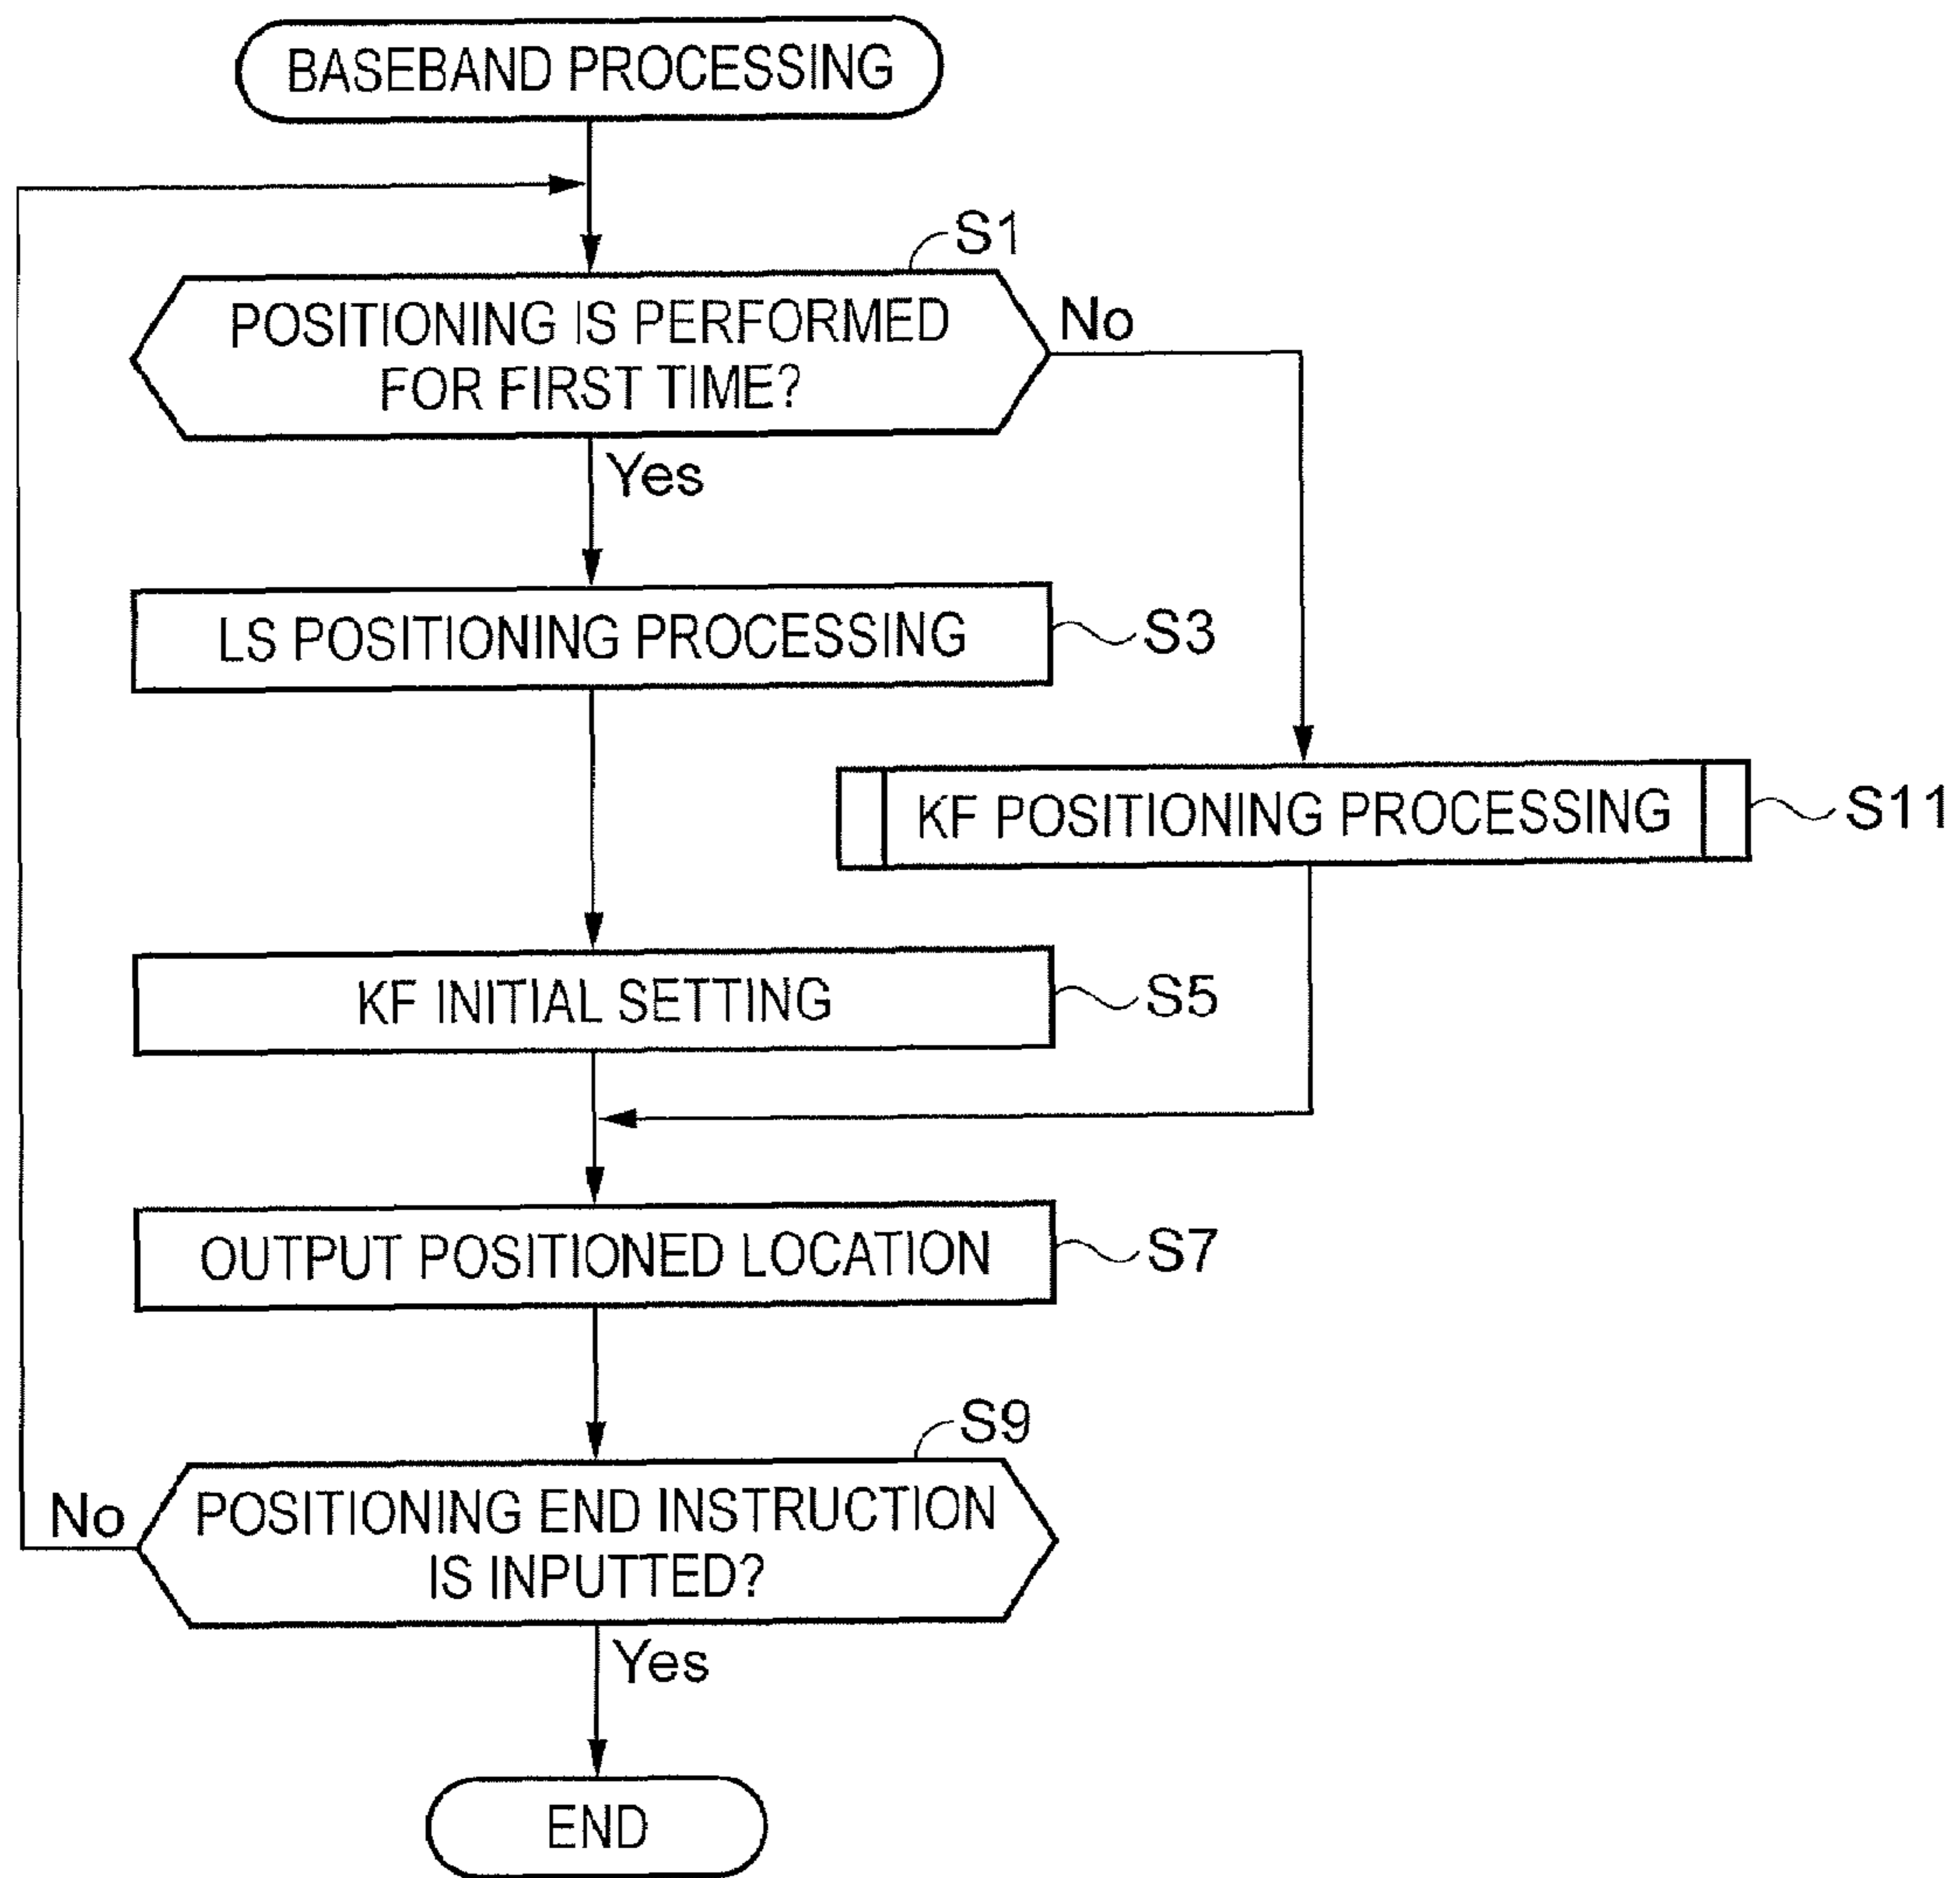 BASEBAND PROCESSING
S1
POSITIONING IS PERFORMED
FOR FIRST TIME?
No
Yes
LS POSITIONING PROCESSING
S3
KF POSITIONING PROCESSING
S11
KF INITIAL SETTING
S5
OUTPUT POSITIONED LOCATION
S7
S9
POSITIONING END INSTRUCTION
IS INPUTTED?
No
Yes
END